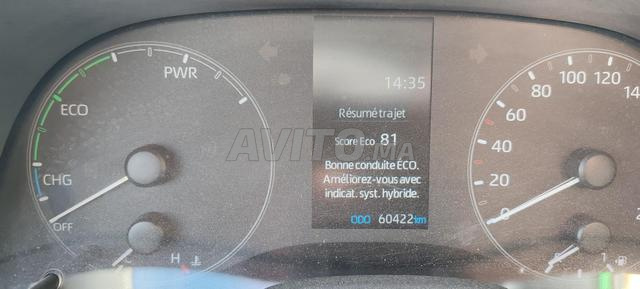 14:35
Résumé trajet
Score Eco 81
Bonne conduite ECO.
Améliorez-vous avec
indicat. syst. hybride.
ODO 60422 km
PWR
ECO
CHG
OFF
C H
AVITO.MA
100 120
80
60
40
20
0
1